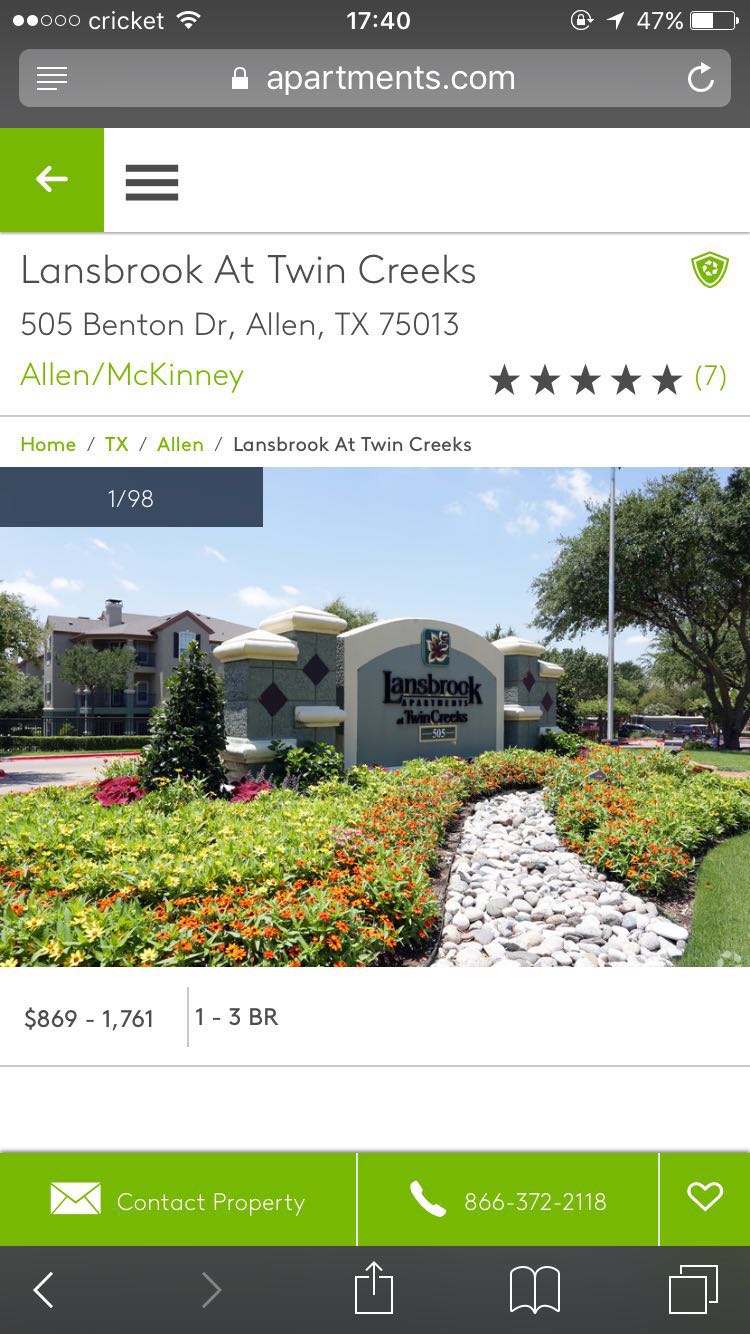 cricket 17:40 47%
apartments.com
Lansbrook At Twin Creeks
505 Benton Dr, Allen, TX 75013
Allen/McKinney (7)
Home / TX / Allen / Lansbrook At Twin Creeks
1/98
Lansbrook
APARTMENTS
at Twin Creeks
505
$869 - 1,761 1 - 3 BR
Contact Property 866-372-2118